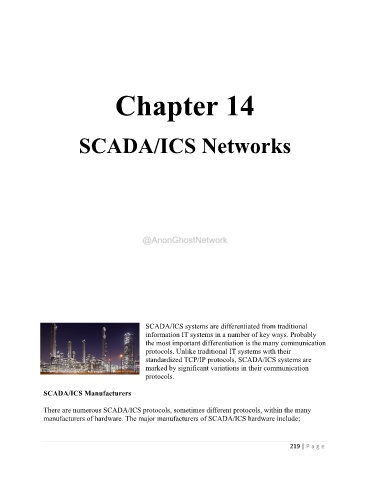 Chapter 14
SCADA/ICS Networks
@AnonGhostNetwork
SCADA/ICS systems are differentiated from traditional
information IT systems in a number of key ways. Probably
the most important differentiation is the many communication
protocols. Unlike traditional IT systems with their
standardized TCP/IP protocols, SCADA/ICS systems are
marked by significant variations in their communication
protocols.
SCADA/ICS Manufacturers
There are numerous SCADA/ICS protocols, sometimes different protocols, within the many
manufacturers of hardware. The major manufacturers of SCADA/ICS hardware include;
219 | Page